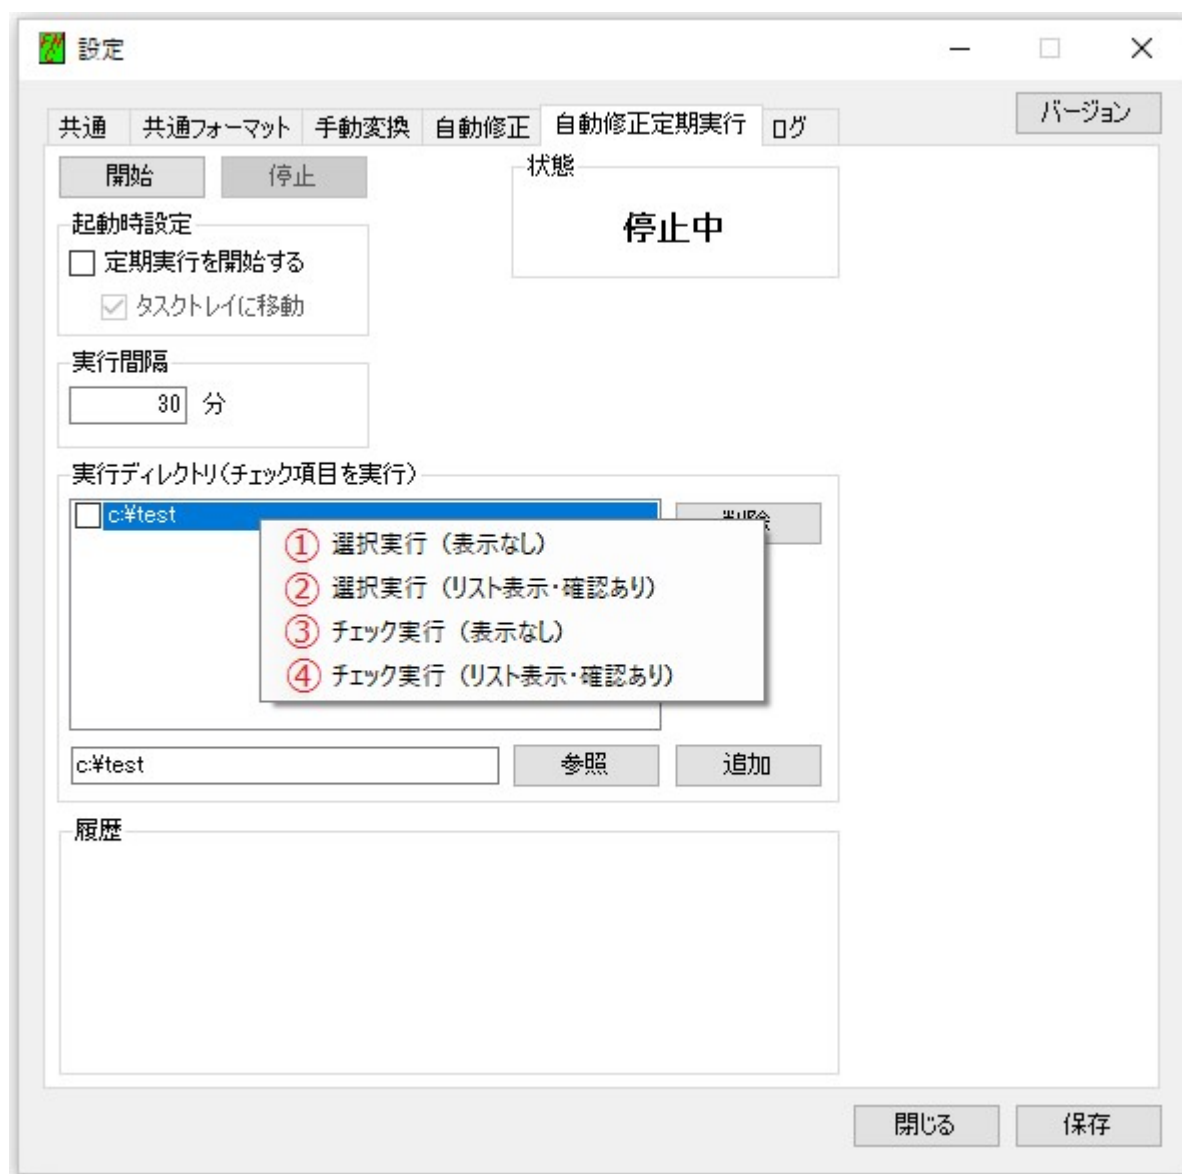 設定
バージョン
共通 共通フォーマット 手動変換 自動修正 自動修正定期実行 ログ
開始 停止
状態
停止中
起動時設定
定期実行を開始する
タスクトレイに移動
実行間隔
30 分
実行ディレクトリ(チェック項目を実行)
c:¥test
削除
① 選択実行（表示なし）
② 選択実行（リスト表示・確認あり）
③ チェック実行（表示なし）
④ チェック実行（リスト表示・確認あり）
c:¥test 参照 追加
履歴
閉じる 保存